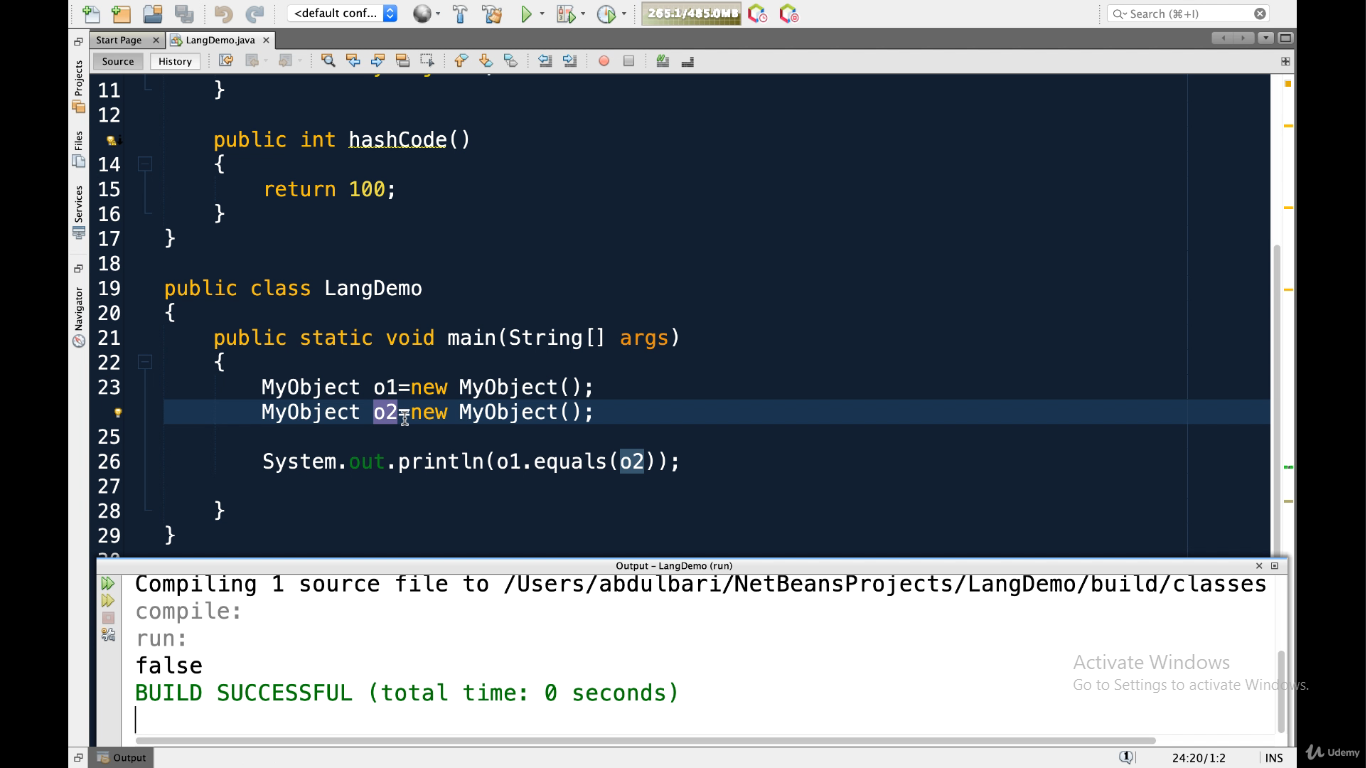 <default conf...
265.1/485.0MB
Search (⌘+I)
Start Page
LangDemo.java
Source
History
Projects
Files
Services
Navigator
11 }
12
public int hashCode()
14 {
15 return 100;
16 }
17 }
18
19 public class LangDemo
20 {
21 public static void main(String[] args)
22 {
23 MyObject o1=new MyObject();
MyObject o2=new MyObject();
25
26 System.out.println(o1.equals(o2));
27
28 }
29 }
Output - LangDemo (run)
Compiling 1 source file to /Users/abdulbari/NetBeansProjects/LangDemo/build/classes
compile:
run:
false
BUILD SUCCESSFUL (total time: 0 seconds)
Activate Windows
Go to Settings to activate Windows.
Output
24:20/1:2
INS
Udemy